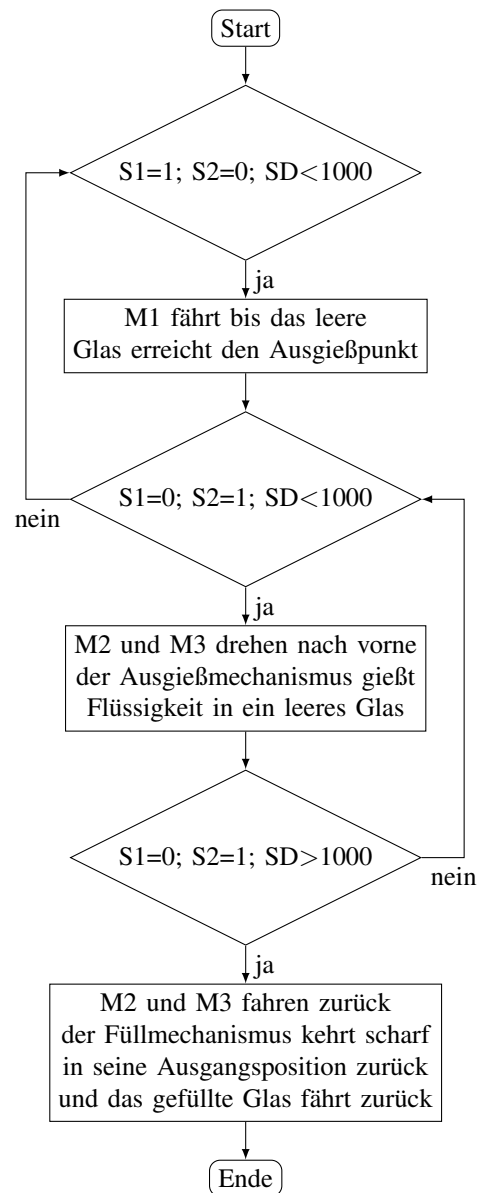 Start
S1=1; S2=0; SD<1000
ja
M1 fährt bis das leere
Glas erreicht den Ausgießpunkt
S1=0; S2=1; SD<1000
nein
ja
M2 und M3 drehen nach vorne
der Ausgießmechanismus gießt
Flüssigkeit in ein leeres Glas
S1=0; S2=1; SD>1000
nein
ja
M2 und M3 fahren zurück
der Füllmechanismus kehrt scharf
in seine Ausgangsposition zurück
und das gefüllte Glas fährt zurück
Ende